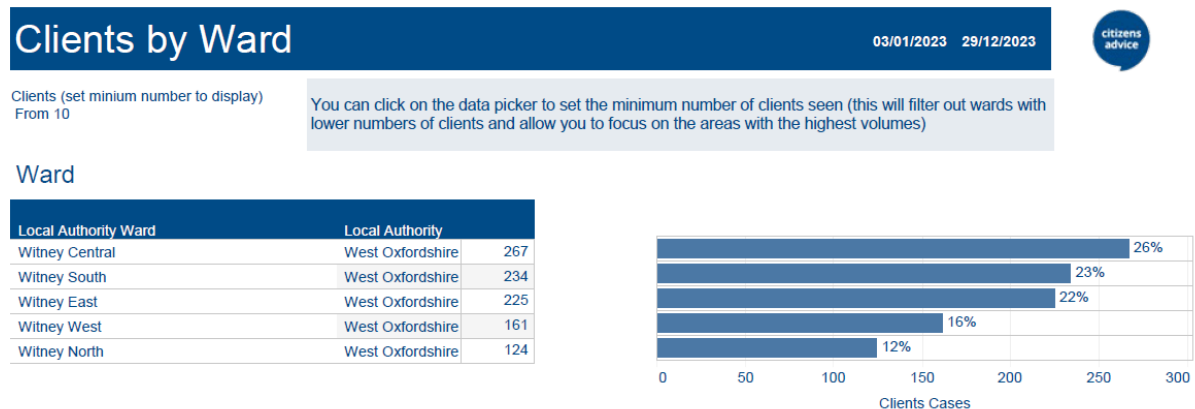 Clients by Ward
03/01/2023 29/12/2023
citizens
advice
Clients (set minium number to display)
From 10
You can click on the data picker to set the minimum number of clients seen (this will filter out wards with
lower numbers of clients and allow you to focus on the areas with the highest volumes)
Ward
Local Authority Ward Local Authority
Witney Central West Oxfordshire 267
Witney South West Oxfordshire 234
Witney East West Oxfordshire 225
Witney West West Oxfordshire 161
Witney North West Oxfordshire 124
26%
23%
22%
16%
12%
0 50 100 150 200 250 300
Clients Cases